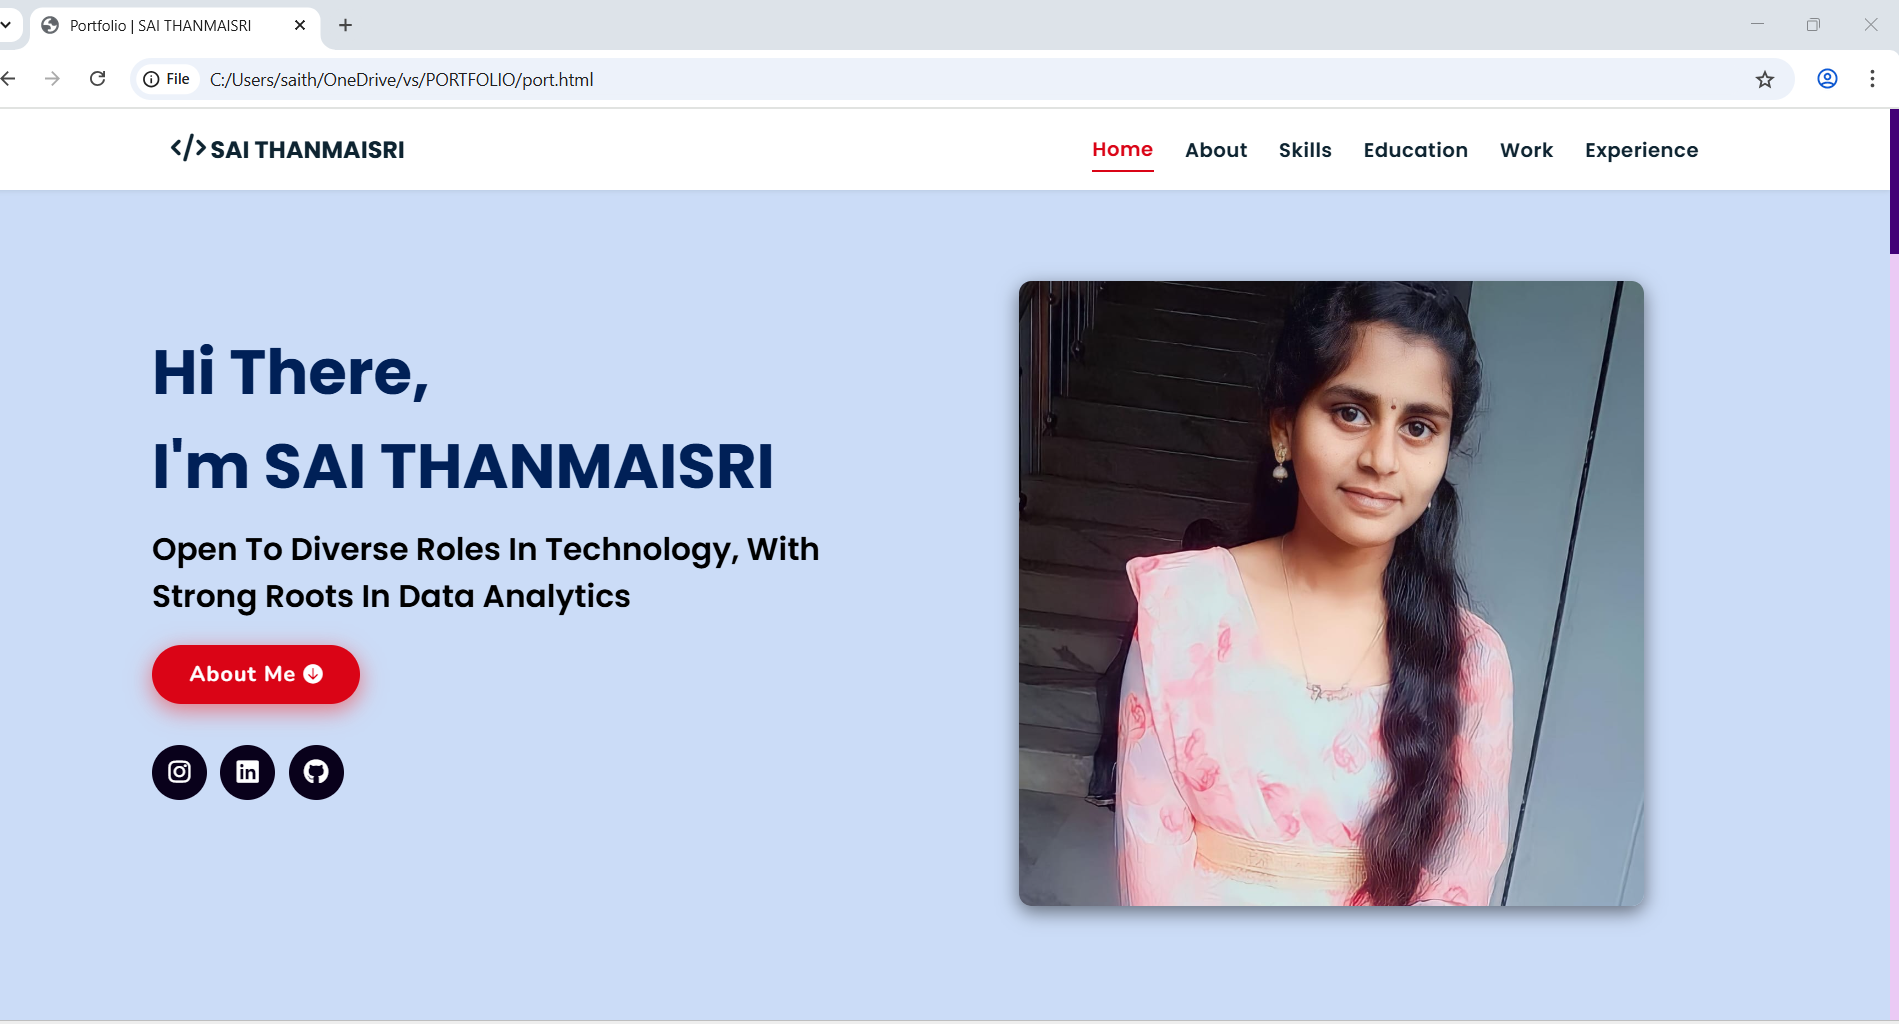 Portfolio | SAI THANMAISRI
File C:/Users/saith/OneDrive/vs/PORTFOLIO/port.html
</> SAI THANMAISRI
Home About Skills Education Work Experience
Hi There,
I'm SAI THANMAISRI
Open To Diverse Roles In Technology, With
Strong Roots In Data Analytics
About Me
in